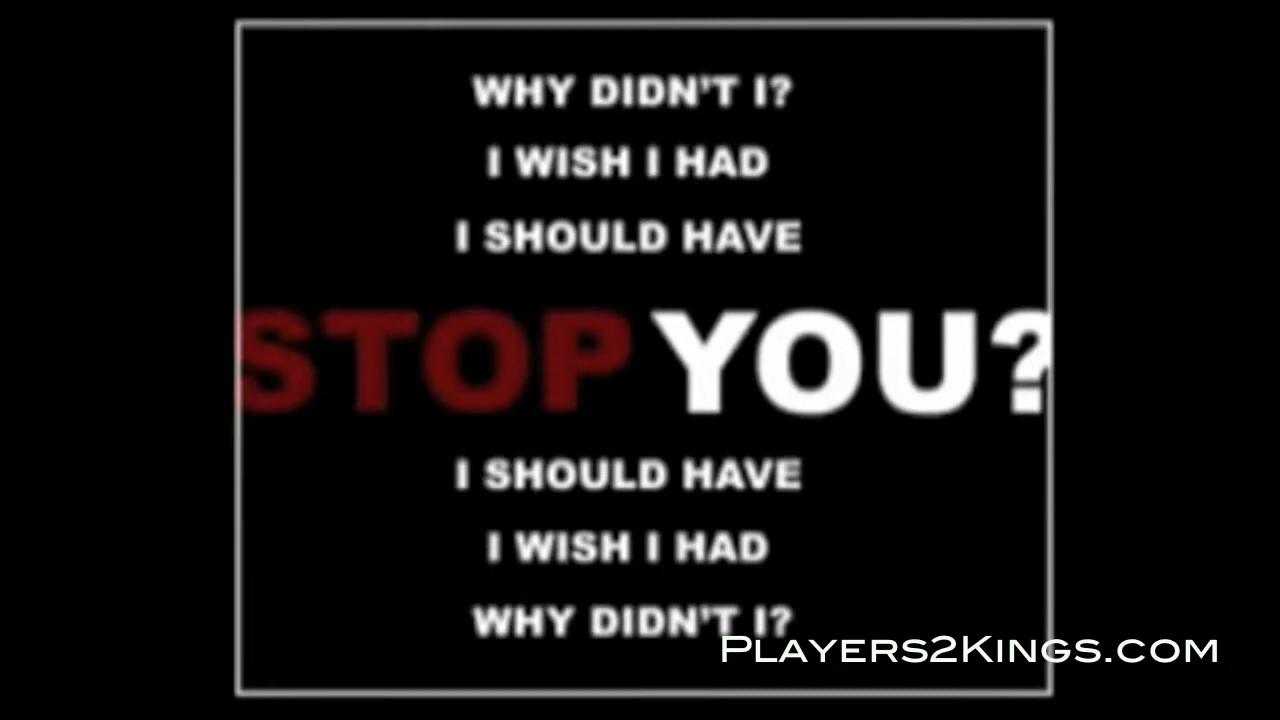 WHY DIDN'T I?
I WISH I HAD
I SHOULD HAVE
STOP YOU?
I SHOULD HAVE
I WISH I HAD
WHY DIDN'T I?
PLAYERS2KINGS.COM